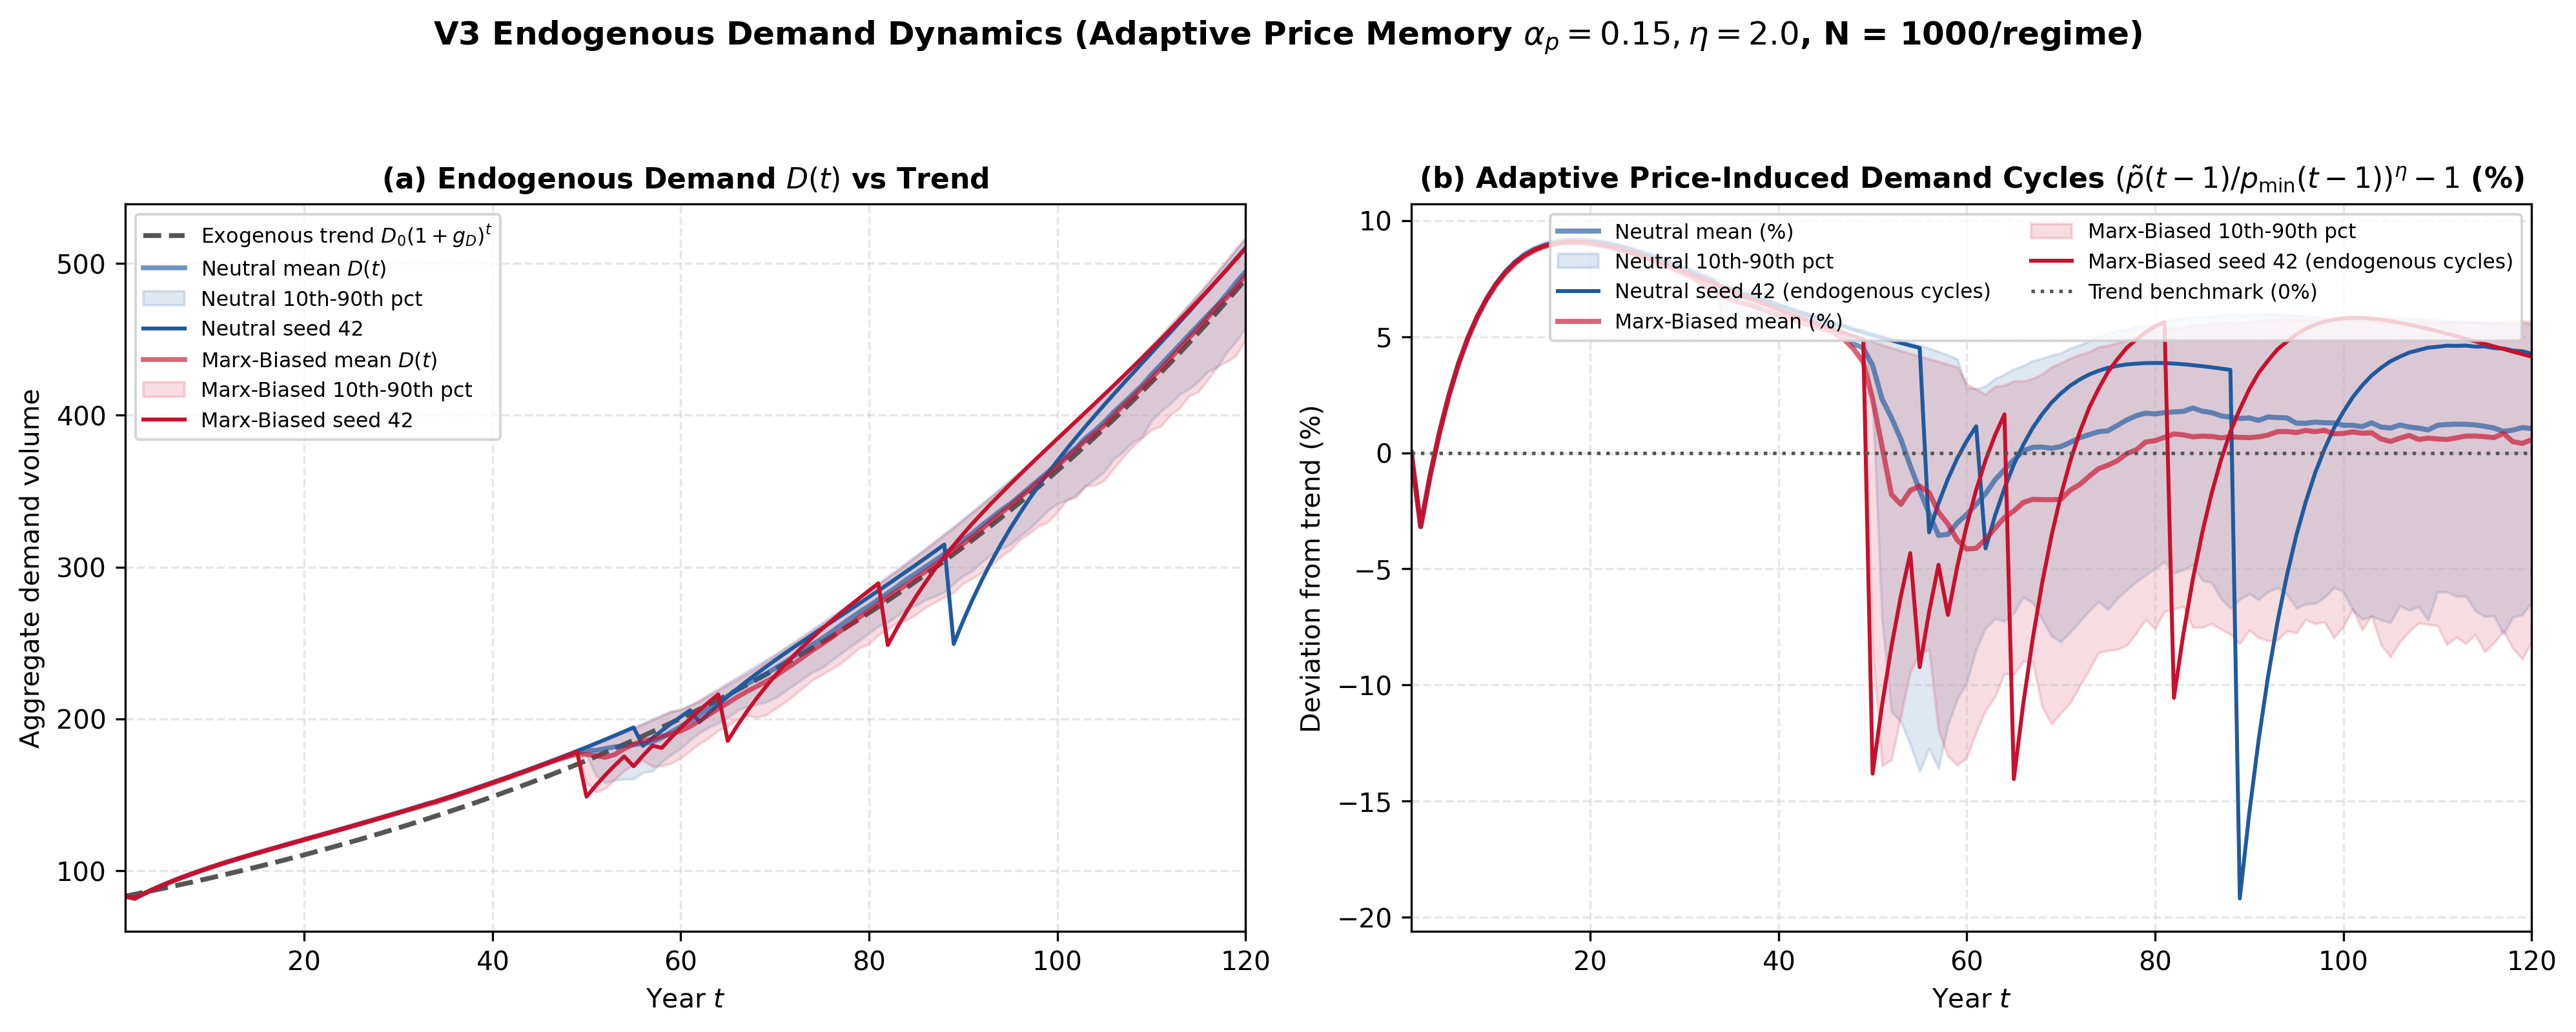 V3 Endogenous Demand Dynamics (Adaptive Price Memory αₚ = 0.15, η = 2.0, N = 1000/regime)
(a) Endogenous Demand D(t) vs Trend
Aggregate demand volume
500
400
300
200
100
Exogenous trend D₀(1 + g_D)ᵗ
Neutral mean D(t)
Neutral 10th-90th pct
Neutral seed 42
Marx-Biased mean D(t)
Marx-Biased 10th-90th pct
Marx-Biased seed 42
20 40 60 80 100 120
Year t
(b) Adaptive Price-Induced Demand Cycles (p̃(t − 1)/p_min(t − 1))^η − 1 (%)
Deviation from trend (%)
10
5
0
−5
−10
−15
−20
Neutral mean (%)
Neutral 10th-90th pct
Neutral seed 42 (endogenous cycles)
Marx-Biased mean (%)
Marx-Biased 10th-90th pct
Marx-Biased seed 42 (endogenous cycles)
Trend benchmark (0%)
20 40 60 80 100 120
Year t